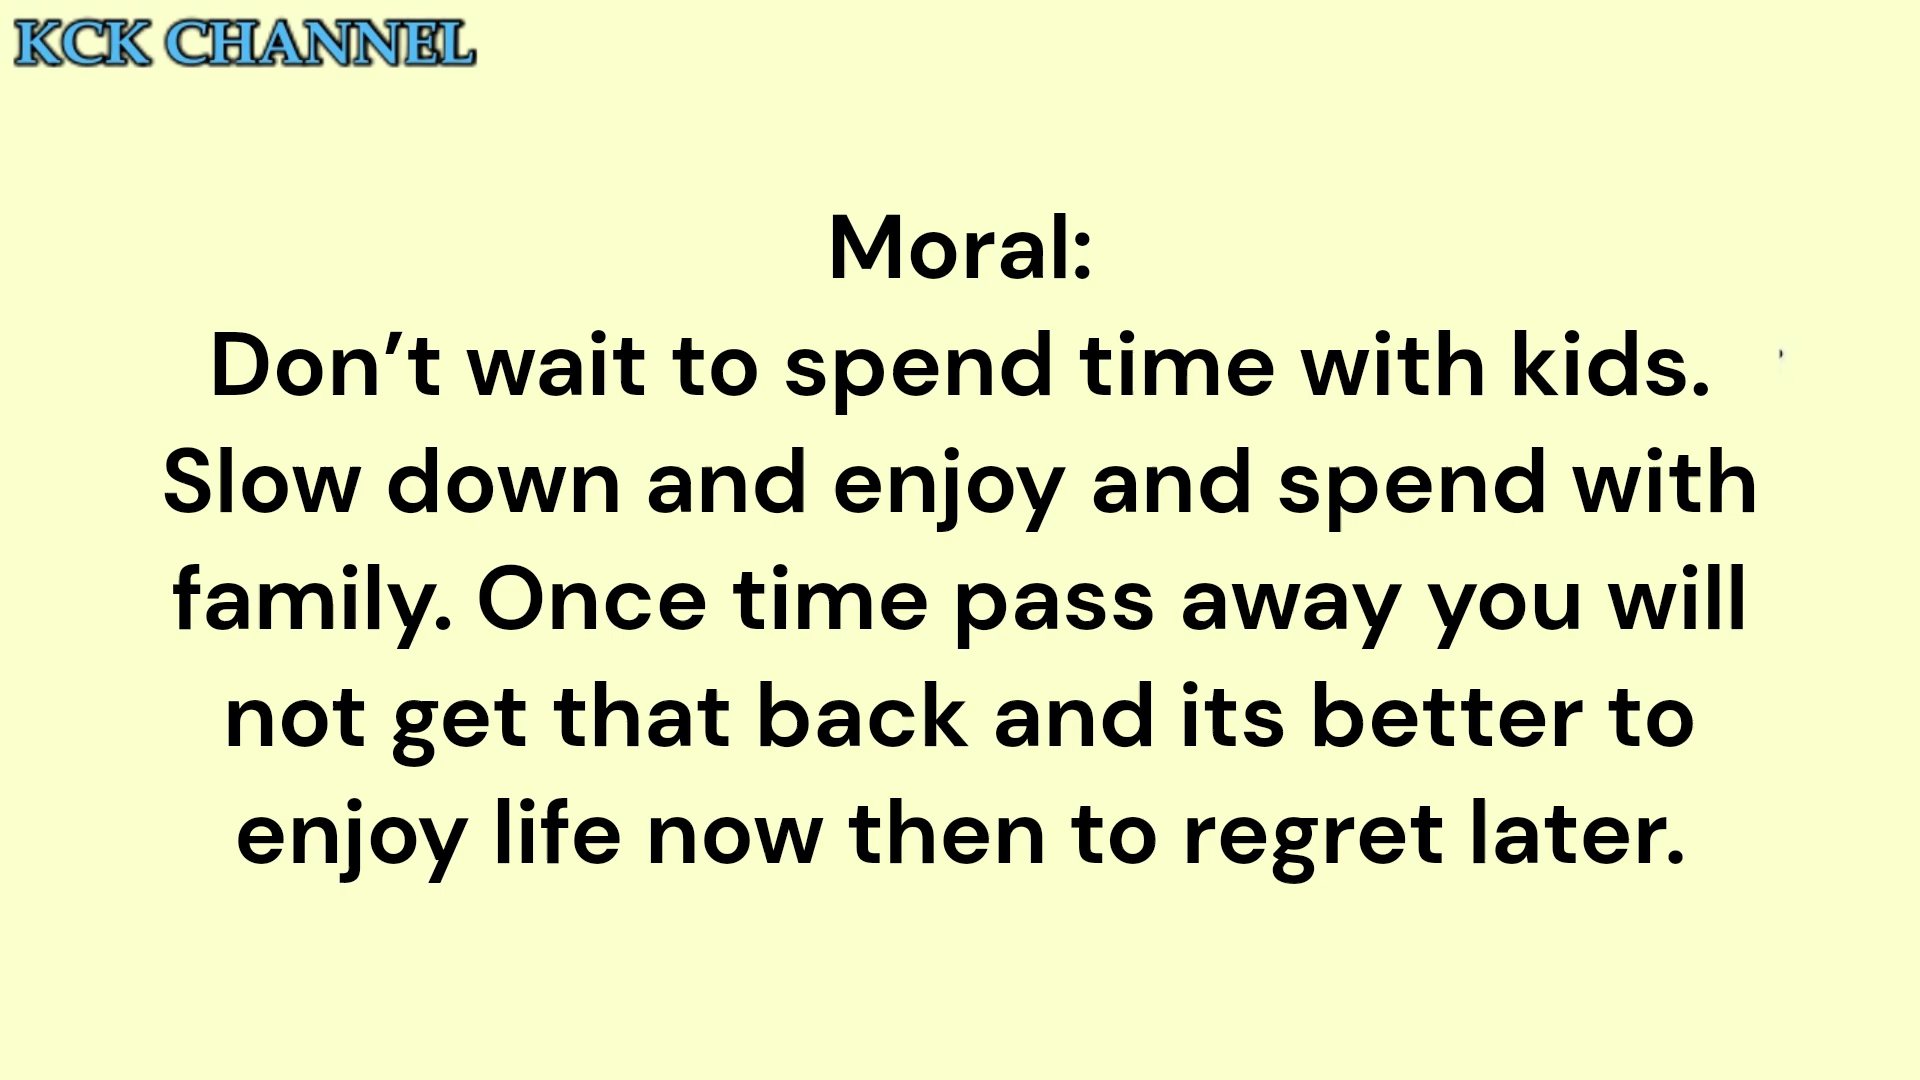 KCK CHANNEL
Moral:
Don’t wait to spend time with kids.
Slow down and enjoy and spend with
family. Once time pass away you will
not get that back and its better to
enjoy life now then to regret later.